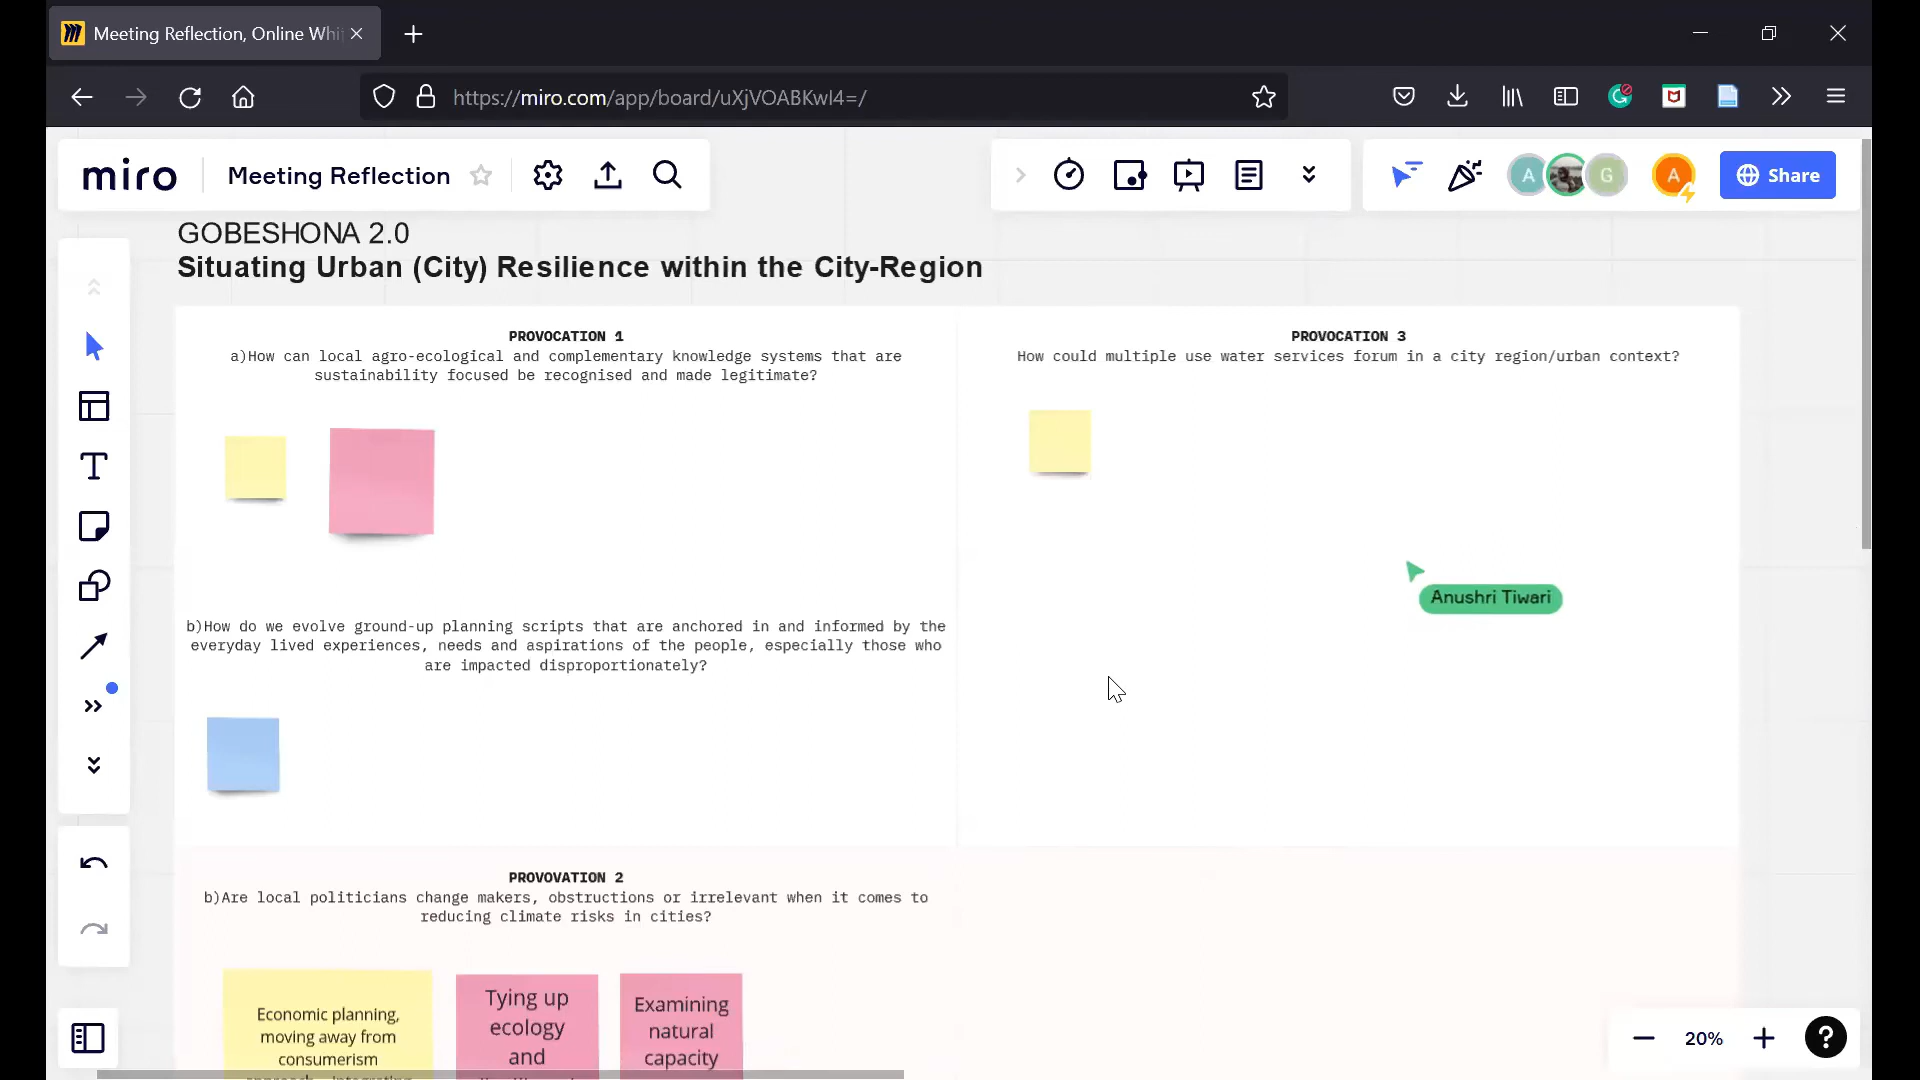 Meeting Reflection, Online Whi
https://miro.com/app/board/uXjVOABKwI4=/
miro
Meeting Reflection
A
G
A
Share
GOBESHONA 2.0
Situating Urban (City) Resilience within the City-Region
PROVOCATION 1
a)How can local agro-ecological and complementary knowledge systems that are
sustainability focused be recognised and made legitimate?
PROVOCATION 3
How could multiple use water services forum in a city region/urban context?
Anushri Tiwari
b)How do we evolve ground-up planning scripts that are anchored in and informed by the
everyday lived experiences, needs and aspirations of the people, especially those who
are impacted disproportionately?
PROVOVATION 2
b)Are local politicians change makers, obstructions or irrelevant when it comes to
reducing climate risks in cities?
Economic planning,
moving away from
consumerism
Tying up
ecology
and
Examining
natural
capacity
20%